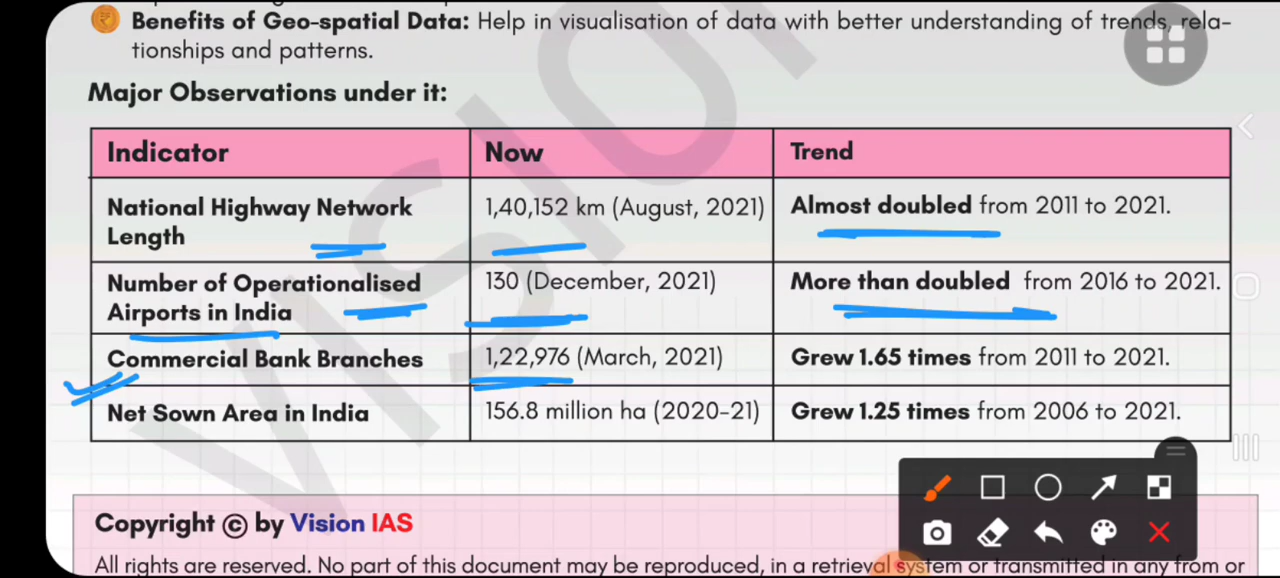 Benefits of Geo-spatial Data: Help in visualisation of data with better understanding of trends, rela-
tionships and patterns.
Major Observations under it:
Indicator Now Trend
National Highway Network Length 1,40,152 km (August, 2021) Almost doubled from 2011 to 2021.
Number of Operationalised Airports in India 130 (December, 2021) More than doubled from 2016 to 2021.
Commercial Bank Branches 1,22,976 (March, 2021) Grew 1.65 times from 2011 to 2021.
Net Sown Area in India 156.8 million ha (2020-21) Grew 1.25 times from 2006 to 2021.
Copyright © by Vision IAS
All rights are reserved. No part of this document may be reproduced, in a retrieval system or transmitted in any from or
VISION